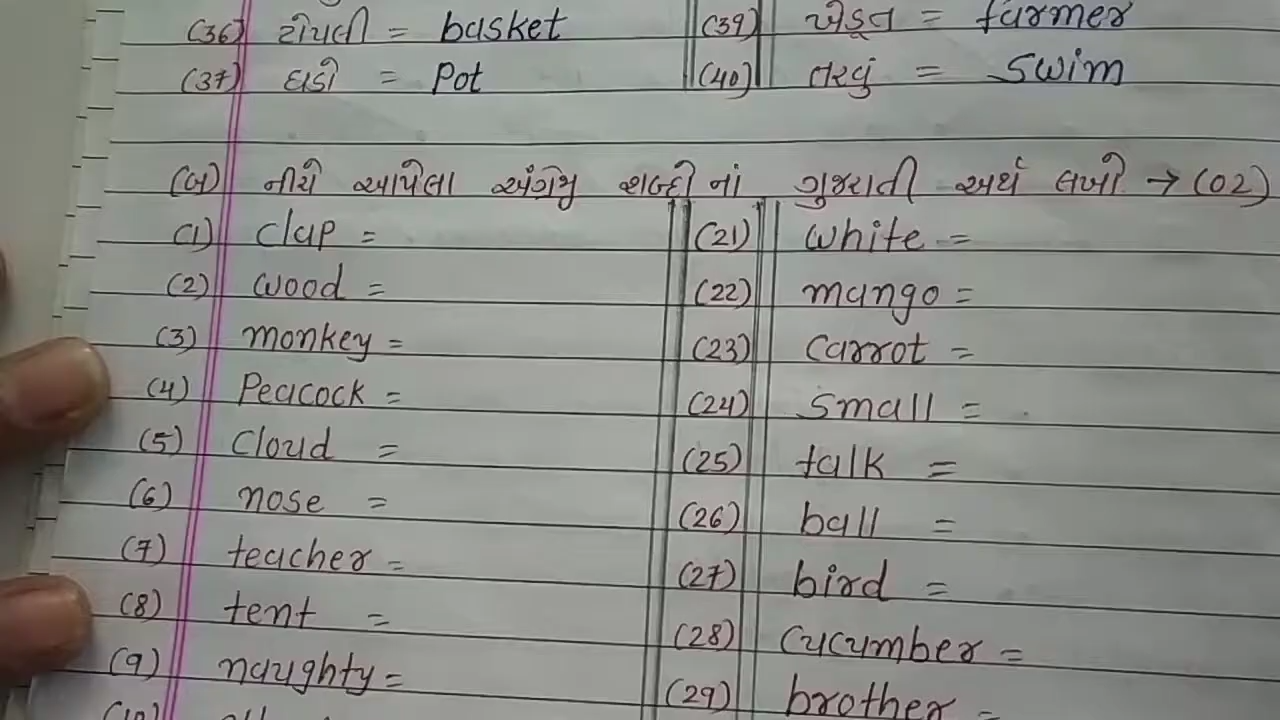 (36) ટોપલી = basket (39) ખેડૂત = farmer
(37) ઘડો = Pot (40) તરવું = swim
નીચે આપેલા અંગ્રેજી શબ્દો નાં ગુજરાતી અર્થ લખો → (02)
(1) clap = (21) white =
(2) wood = (22) mango =
(3) monkey = (23) carrot =
(4) Peacock = (24) small =
(5) cloud = (25) talk =
(6) nose = (26) ball =
(7) teacher = (27) bird =
(8) tent = (28) cucumber =
(9) naughty = (29) brother =
(10)